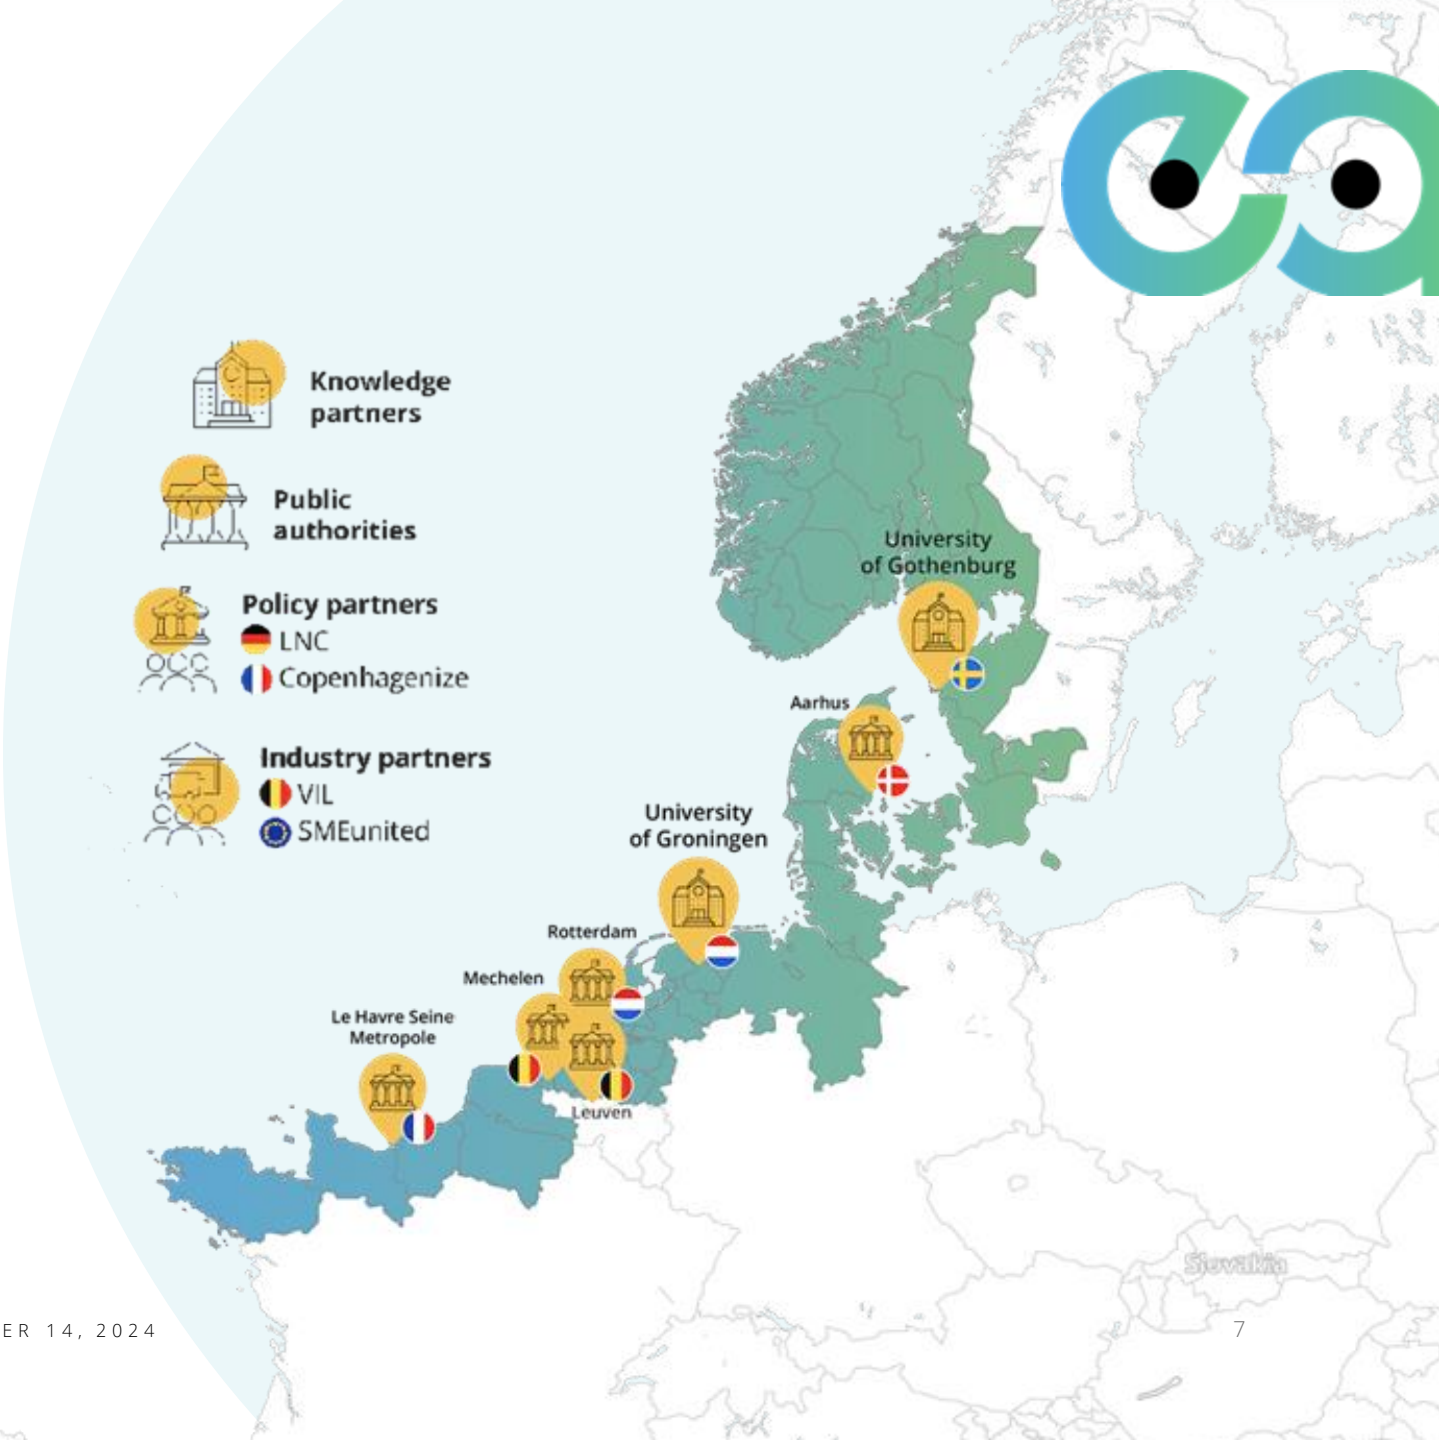 ea
Knowledge
partners
Public
authorities
Policy partners
LNC
Copenhagenize
Industry partners
VIL
SMEunited
University
of Gothenburg
Aarhus
University
of Groningen
Rotterdam
Mechelen
Le Havre Seine
Metropole
Leuven
Slovakia
ER 14, 2024
7